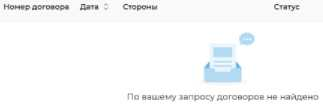 Номер договора Дата Стороны Статус
По вашему запросу договоров не найдено